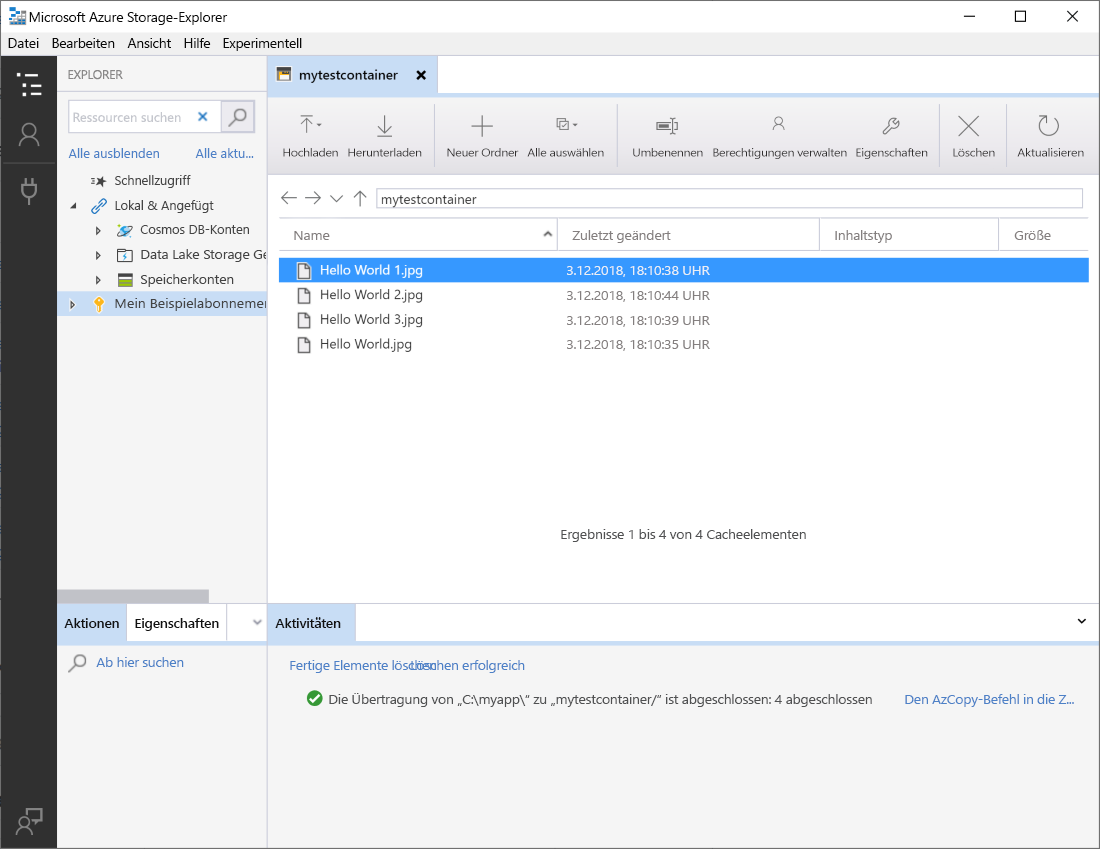 Microsoft Azure Storage-Explorer
Datei Bearbeiten Ansicht Hilfe Experimentell
EXPLORER
mytestcontainer
Ressourcen suchen
Hochladen Herunterladen Neuer Ordner Alle auswählen Umbenennen Berechtigungen verwalten Eigenschaften Löschen Aktualisieren
Alle ausblenden Alle aktu...
Schnellzugriff
Lokal & Angefügt
Cosmos DB-Konten
Data Lake Storage Ge
Speicherkonten
Mein Beispielabonnemen
mytestcontainer
Name Zuletzt geändert Inhaltstyp Größe
Hello World 1.jpg 3.12.2018, 18:10:38 UHR
Hello World 2.jpg 3.12.2018, 18:10:44 UHR
Hello World 3.jpg 3.12.2018, 18:10:39 UHR
Hello World.jpg 3.12.2018, 18:10:35 UHR
Ergebnisse 1 bis 4 von 4 Cacheelementen
Aktionen Eigenschaften
Ab hier suchen
Aktivitäten
Fertige Elemente löschen Löschen erfolgreich
Die Übertragung von „C:\myapp\“ zu „mytestcontainer/“ ist abgeschlossen: 4 abgeschlossen Den AzCopy-Befehl in die Z...